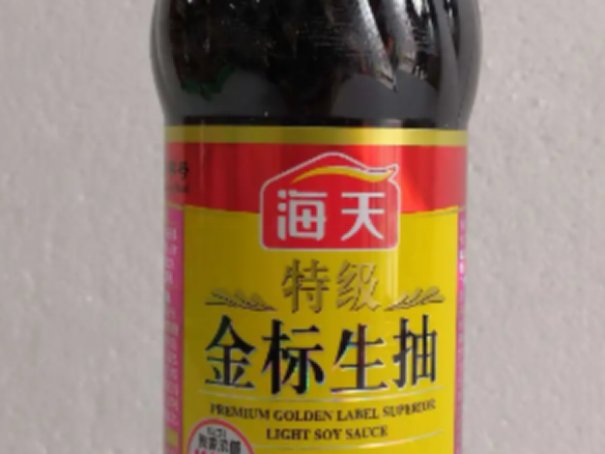 海天
特级
金标生抽
PREMIUM GOLDEN LABEL SUPERIOR
LIGHT SOY SAUCE